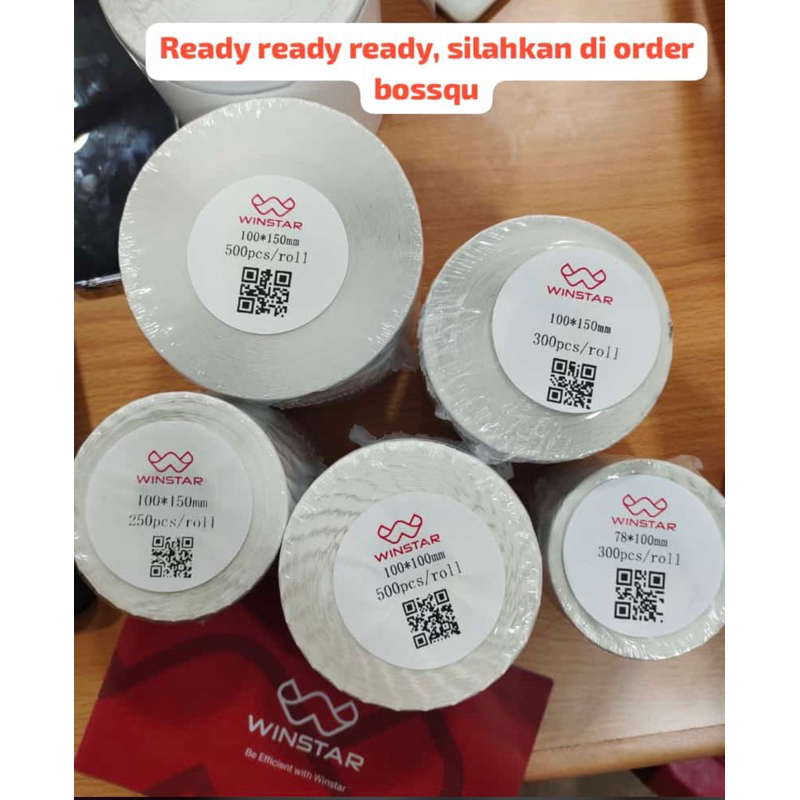 Ready ready ready, silahkan di order
bossqu
WINSTAR
100*150mm
500pcs/roll
WINSTAR
100*150mm
300pcs/roll
WINSTAR
100*150mm
250pcs/roll
WINSTAR
100*100mm
500pcs/roll
WINSTAR
78*100mm
300pcs/roll
WINSTAR
Be Efficient with Winstar